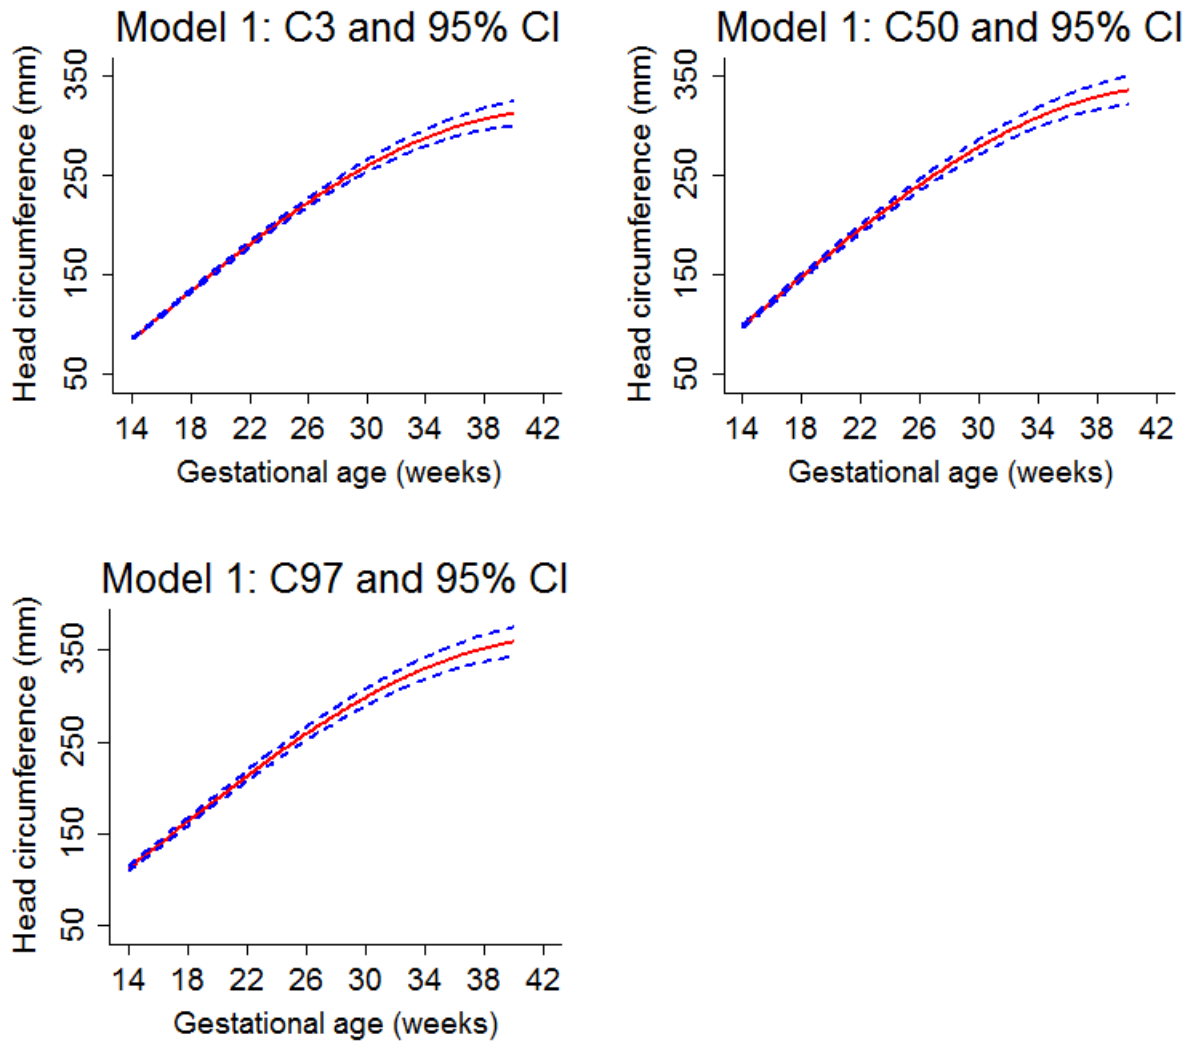 Model 1: C3 and 95% CI
Head circumference (mm)
350
250
150
50
14 18 22 26 30 34 38 42
Gestational age (weeks)
Model 1: C50 and 95% CI
Head circumference (mm)
350
250
150
50
14 18 22 26 30 34 38 42
Gestational age (weeks)
Model 1: C97 and 95% CI
Head circumference (mm)
350
250
150
50
14 18 22 26 30 34 38 42
Gestational age (weeks)